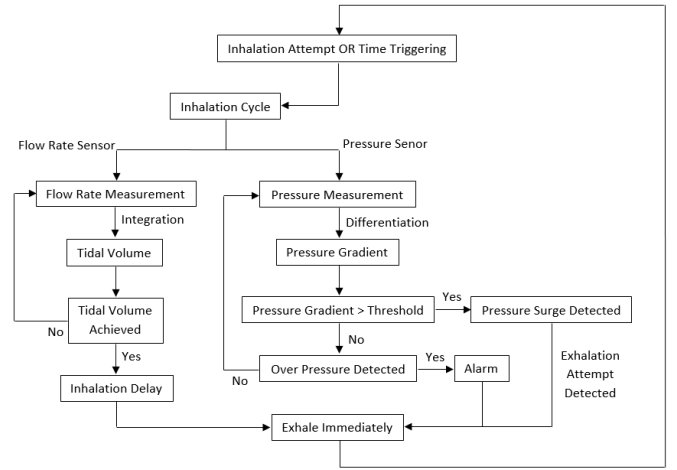 Inhalation Attempt OR Time Triggering
Inhalation Cycle
Flow Rate Sensor
Pressure Senor
Flow Rate Measurement
Pressure Measurement
Integration
Differentiation
Tidal Volume
Pressure Gradient
Tidal Volume
Achieved
Pressure Gradient > Threshold
Yes
Pressure Surge Detected
No
No
Yes
Over Pressure Detected
Yes
Alarm
Exhalation
Attempt
Detected
No
Inhalation Delay
Exhale Immediately